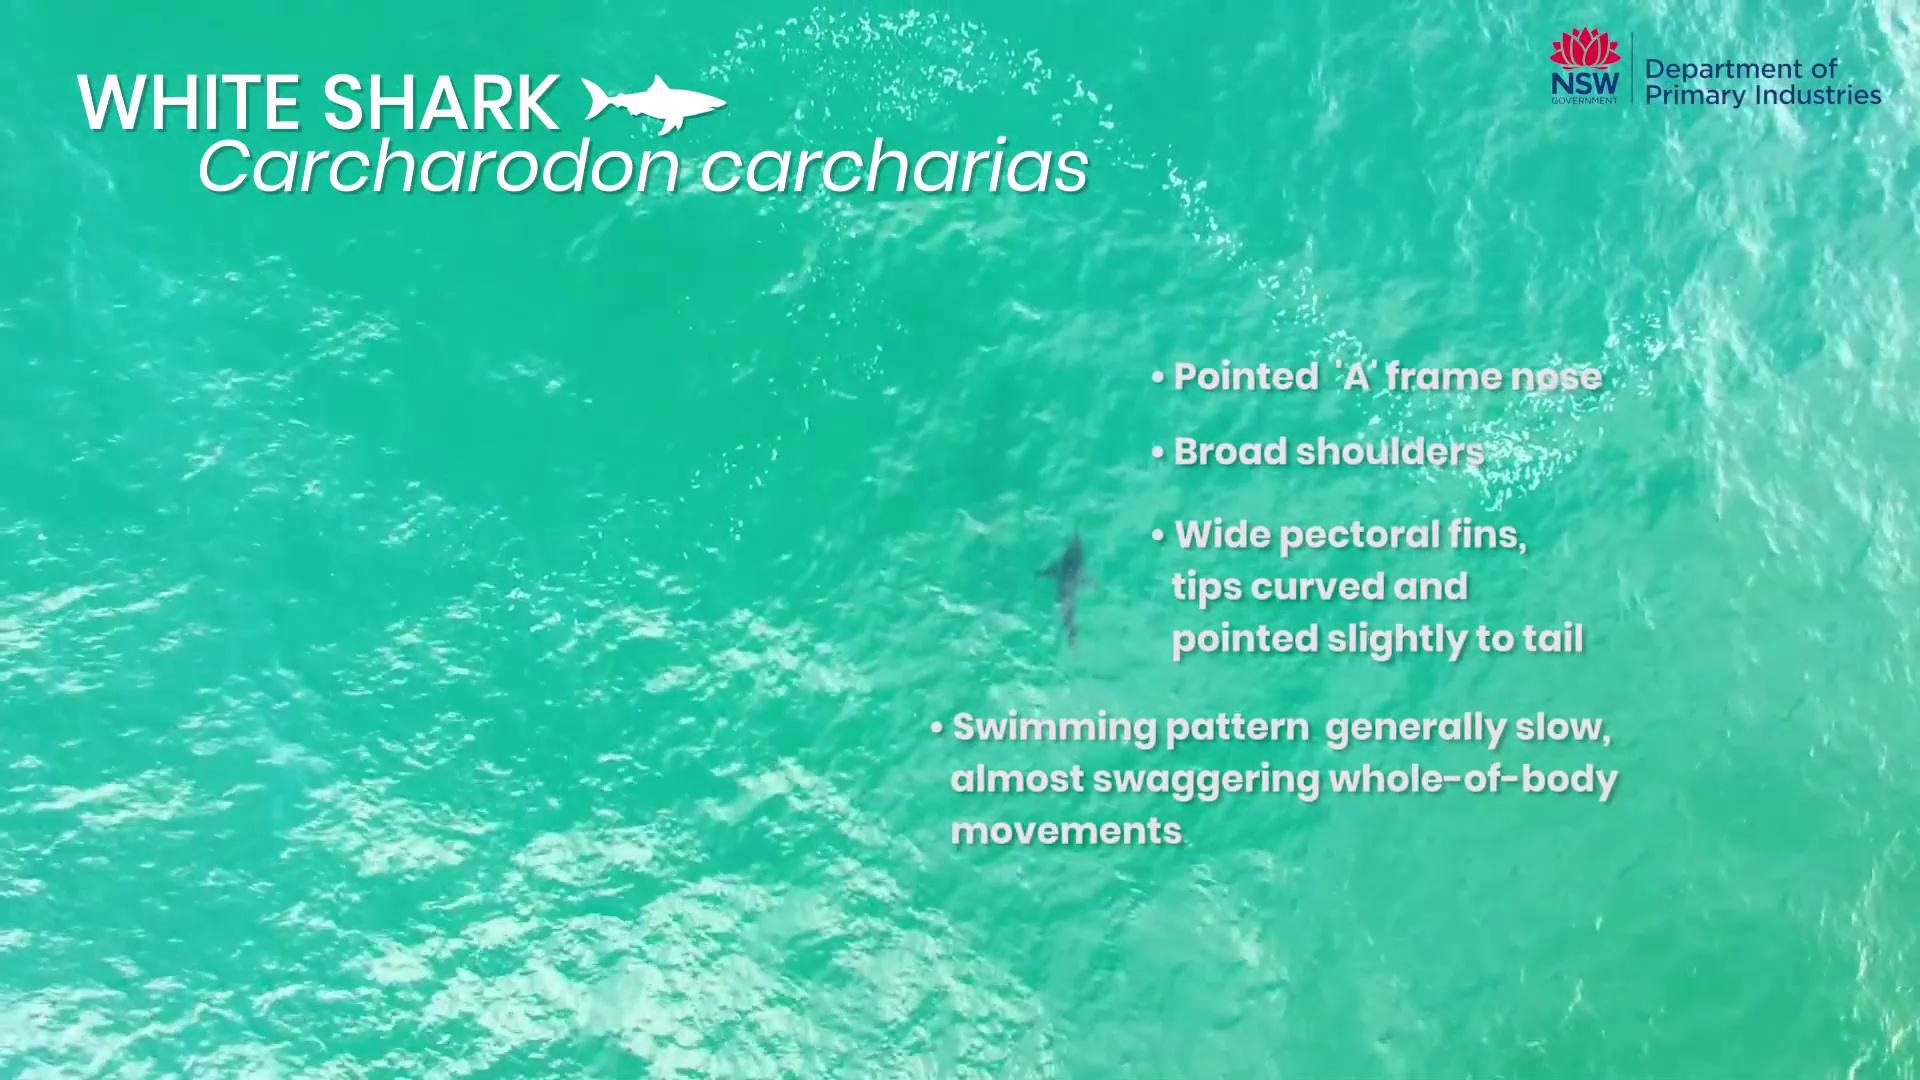 WHITE SHARK
Carcharodon carcharias
NSW
GOVERNMENT
Department of
Primary Industries
• Pointed 'A' frame nose
• Broad shoulders
• Wide pectoral fins,
tips curved and
pointed slightly to tail
• Swimming pattern generally slow,
almost swaggering whole-of-body
movements